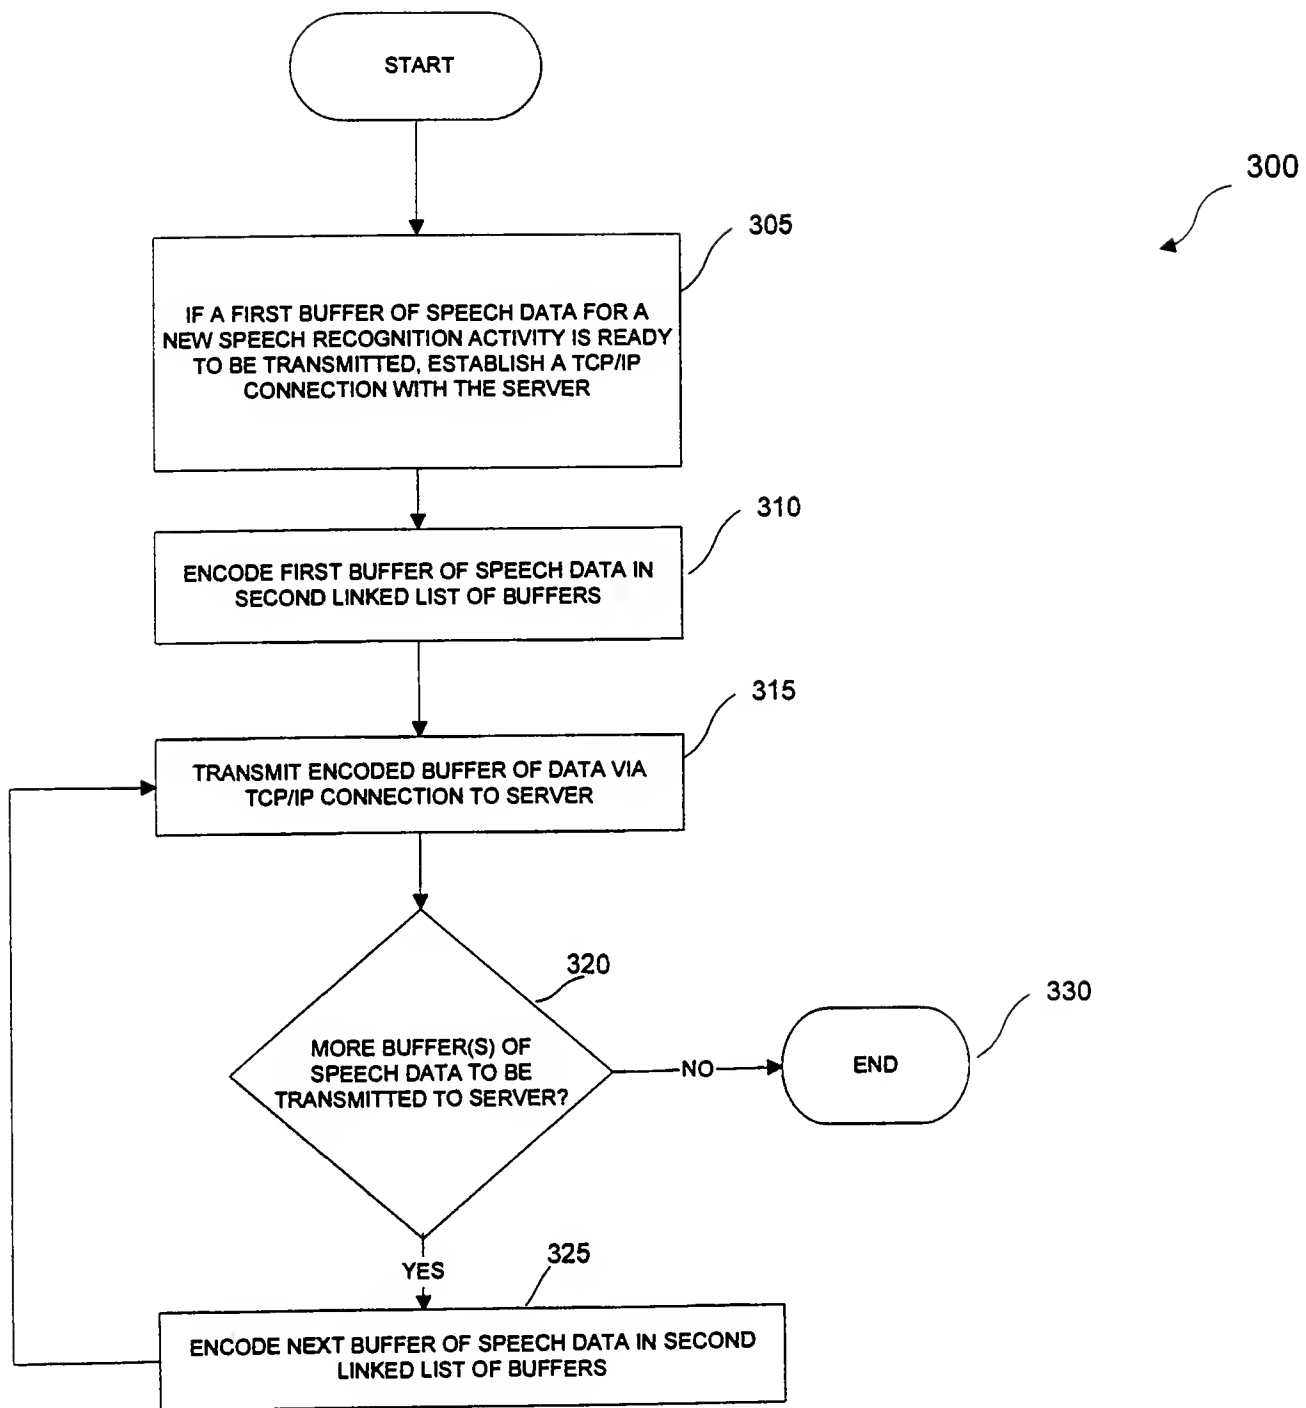 START
300
305
IF A FIRST BUFFER OF SPEECH DATA FOR A
NEW SPEECH RECOGNITION ACTIVITY IS READY
TO BE TRANSMITTED, ESTABLISH A TCP/IP
CONNECTION WITH THE SERVER
310
ENCODE FIRST BUFFER OF SPEECH DATA IN
SECOND LINKED LIST OF BUFFERS
315
TRANSMIT ENCODED BUFFER OF DATA VIA
TCP/IP CONNECTION TO SERVER
320
MORE BUFFER(S) OF
SPEECH DATA TO BE
TRANSMITTED TO SERVER?
NO
330
END
YES
325
ENCODE NEXT BUFFER OF SPEECH DATA IN SECOND
LINKED LIST OF BUFFERS